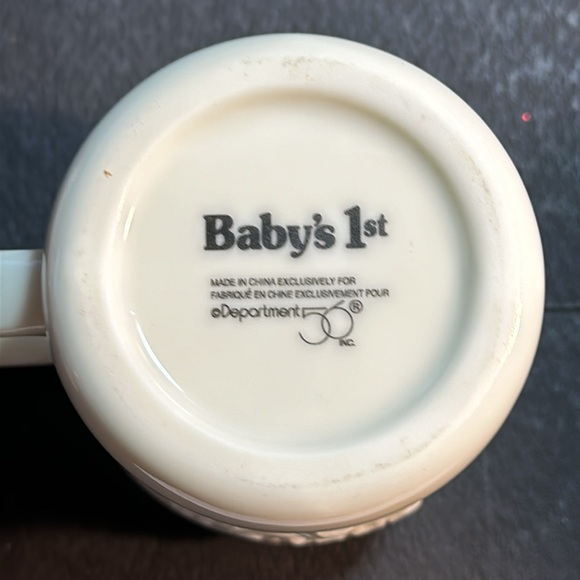 Baby's 1st
MADE IN CHINA EXCLUSIVELY FOR
FABRIQUÉ EN CHINE EXCLUSIVEMENT POUR
©Department 56®
INC.